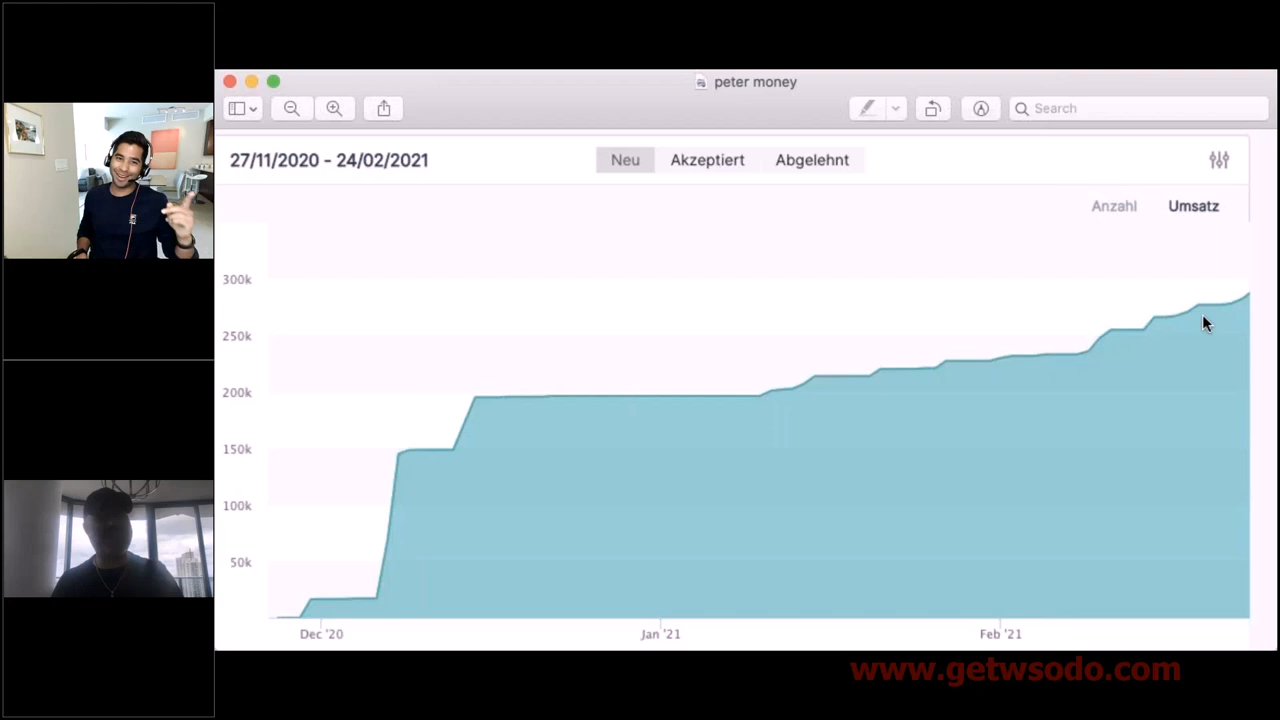 peter money
Search
27/11/2020 - 24/02/2021
Neu Akzeptiert Abgelehnt
Anzahl Umsatz
300k
250k
200k
150k
100k
50k
Dec '20 Jan '21 Feb '21
www.getwsodo.com